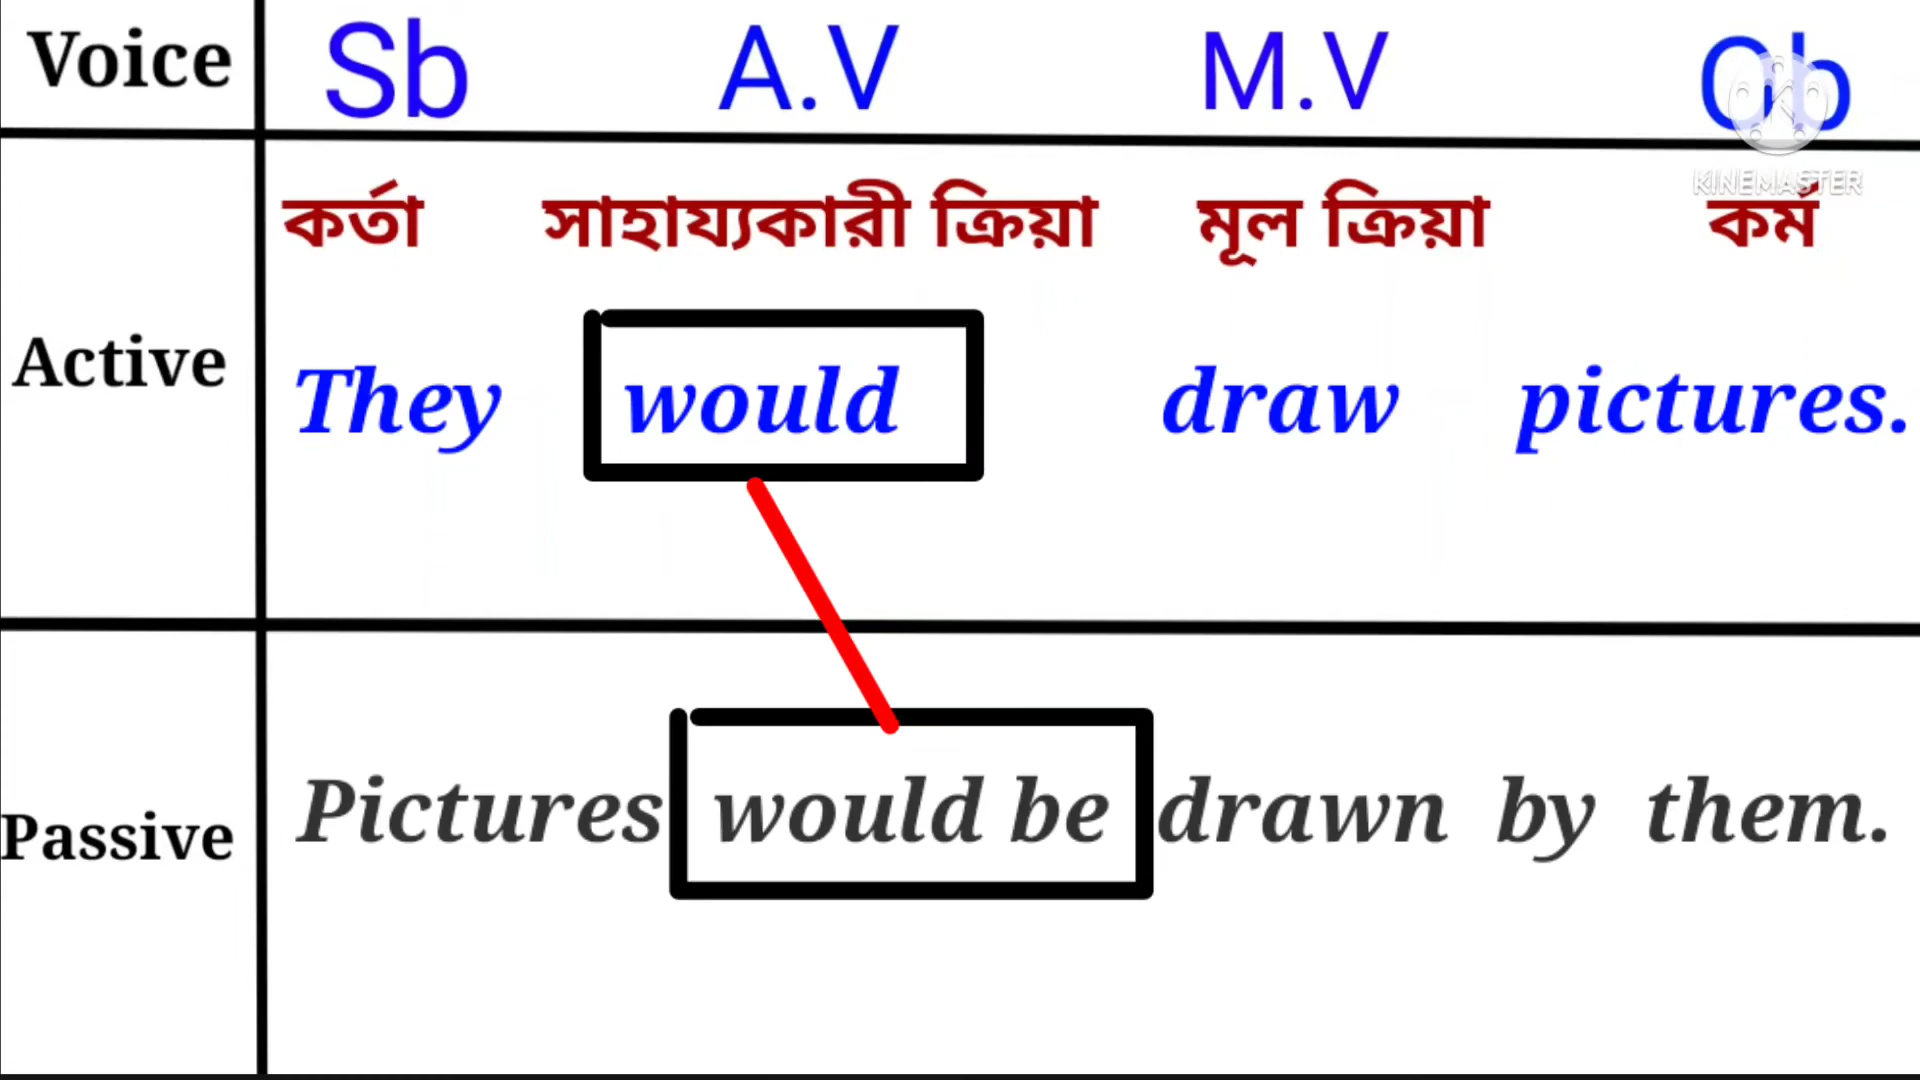 Voice Sb A.V M.V Ob
KINEMASTER
কর্তা সাহায্যকারী ক্রিয়া মূল ক্রিয়া কর্ম
Active They would draw pictures.
Passive Pictures would be drawn by them.